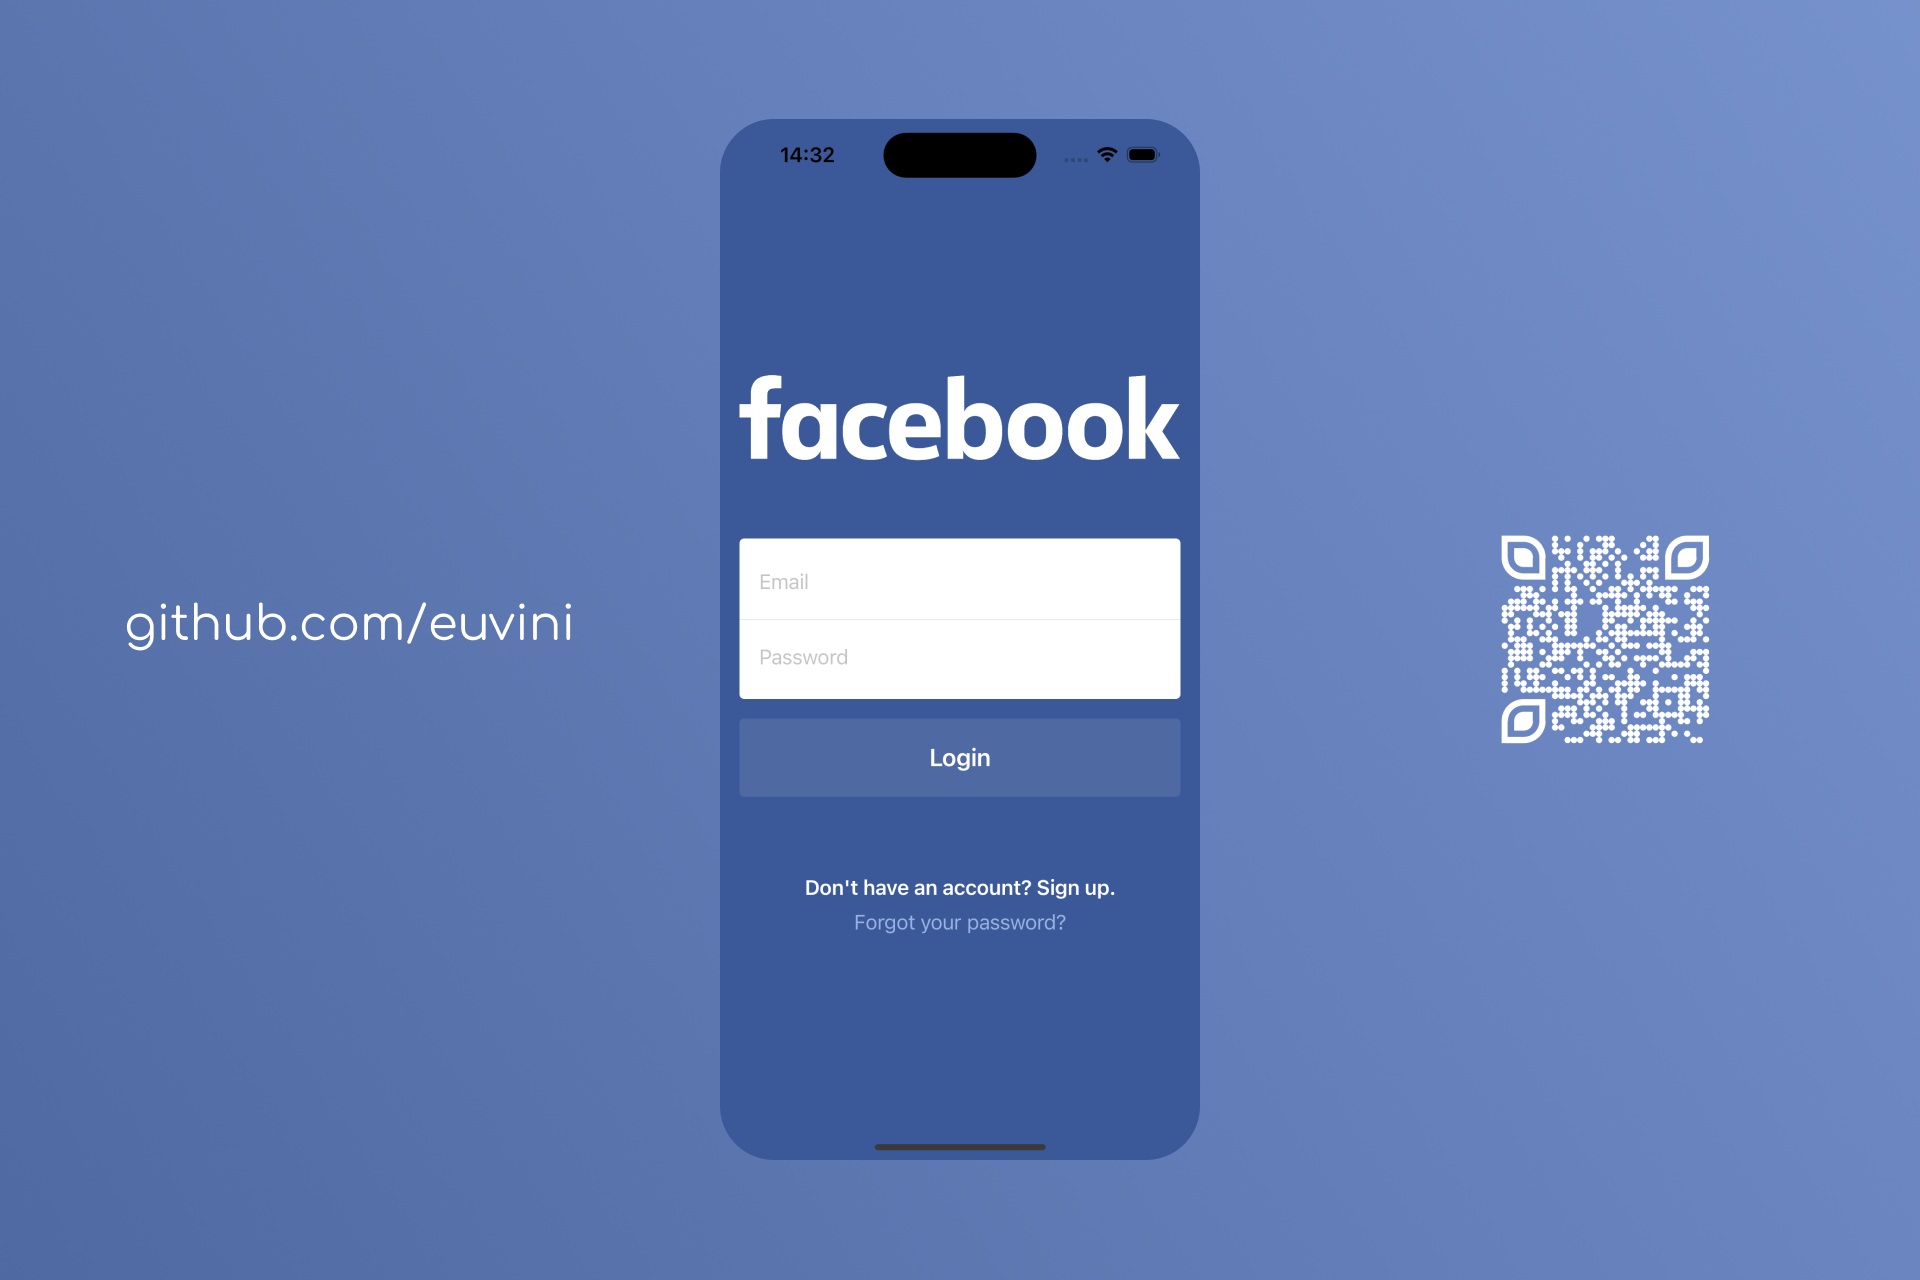 github.com/euvini
14:32
facebook
Email
Password
Login
Don't have an account? Sign up.
Forgot your password?